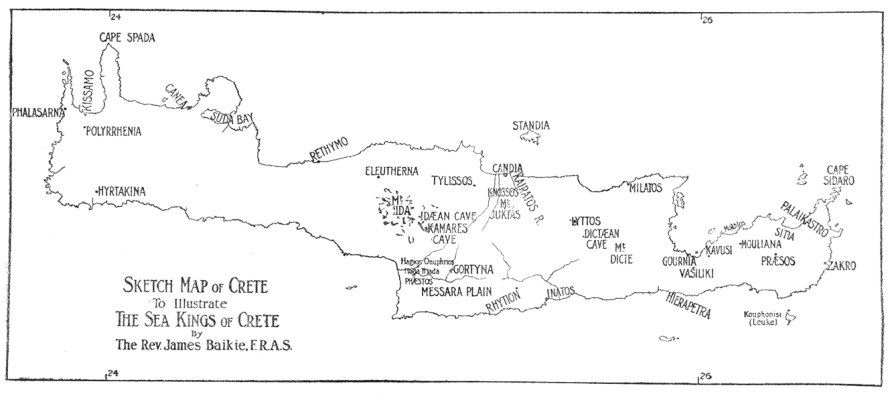 24
26
CAPE SPADA
KISSAMO
CANEA
PHALASARNA
SUDA BAY
POLYRRHENIA
STANDIA
RETHYMO
ELEUTHERNA
CANDIA
CAPE
SIDARO
TYLISSOS
KNOSSOS
KAIRATOS R.
MILATOS
HYRTAKINA
Mt
IDA
Mt
JUKTAS
PALAIKASTRO
IDÆAN CAVE
KAMARES
CAVE
LYTTOS
DICTÆAN
CAVE
Mt
DICTE
Mokhlos
SITIA
GOURNIA
KAVUSI
MOULIANA
VASILIKI
PRÆSOS
ZAKRO
Hagios Onuphrios
Hagia Triada
PHÆSTOS
GORTYNA
MESSARA PLAIN
RHYTION
INATOS
HIERAPETRA
Kouphonisi
(Leuke)
SKETCH MAP OF CRETE
To Illustrate
THE SEA KINGS OF CRETE
By
The Rev. James Baikie, F.R.A.S.
24
26